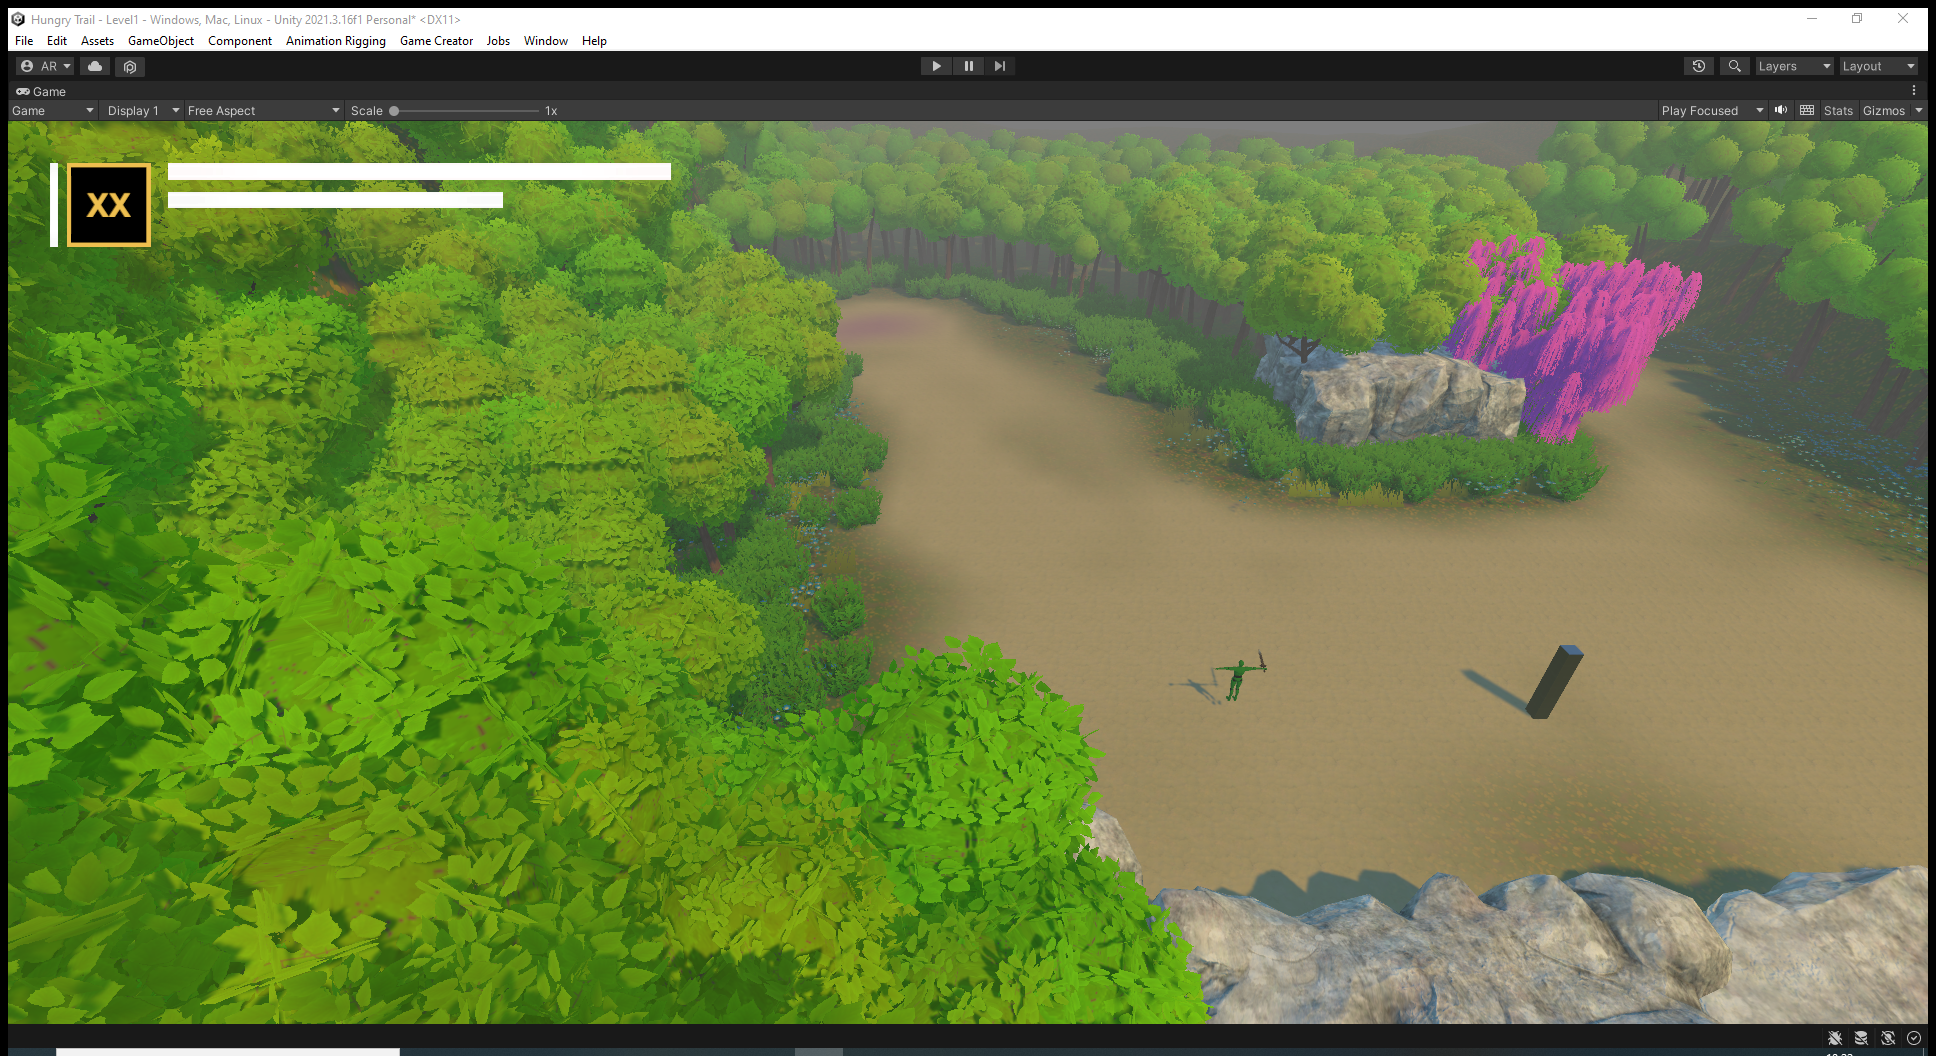 Hungry Trail - Level1 - Windows, Mac, Linux - Unity 2021.3.16f1 Personal* <DX11>
File Edit Assets GameObject Component Animation Rigging Game Creator Jobs Window Help
AR Layers Layout
Game
Game Display 1 Free Aspect Scale 1x Play Focused Stats Gizmos
XX